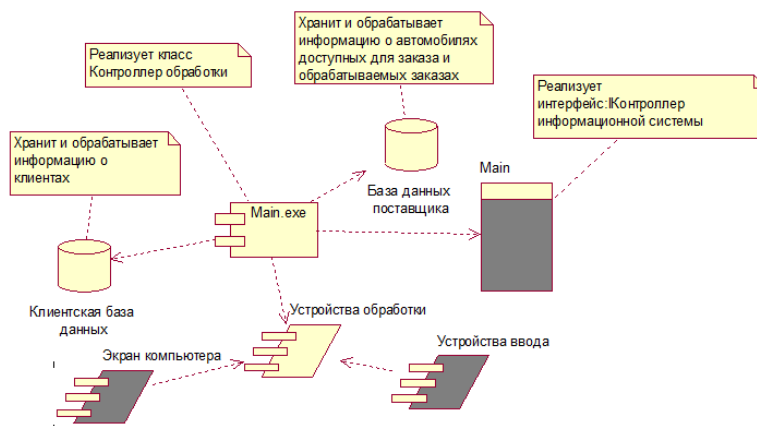 Хранит и обрабатывает
информацию о автомобилях
доступных для заказа и
обрабатываемых заказах
Реализует класс
Контроллер обработки
Реализует
интерфейс:IКонтроллер
информационной системы
Хранит и обрабатывает
информацию о
клиентах
Main
База данных
поставщика
Main.exe
Клиентская база
данных
Устройства обработки
Экран компьютера
Устройства ввода